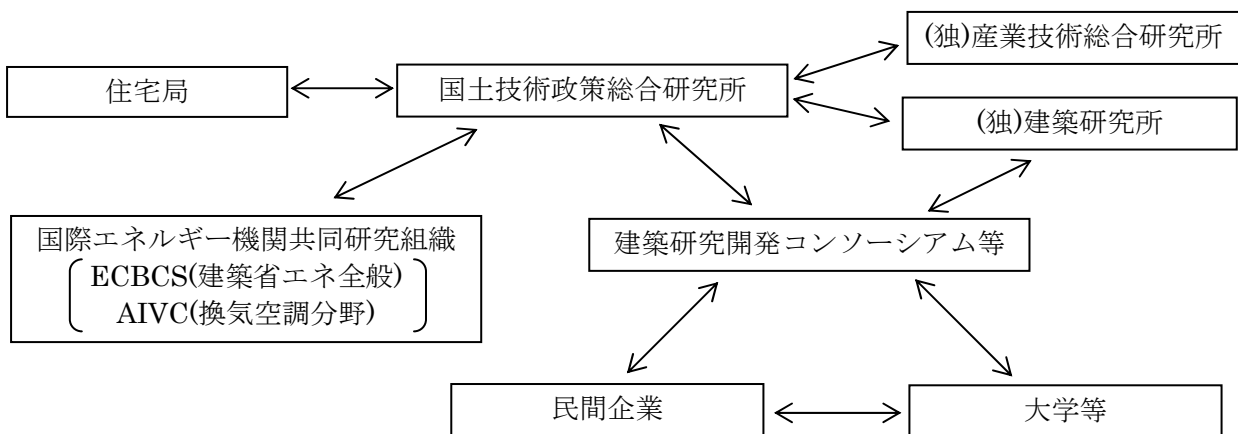 (独)産業技術総合研究所
住宅局
国土技術政策総合研究所
(独)建築研究所
国際エネルギー機関共同研究組織
ECBCS(建築省エネ全般)
AIVC(換気空調分野)
建築研究開発コンソーシアム等
民間企業
大学等